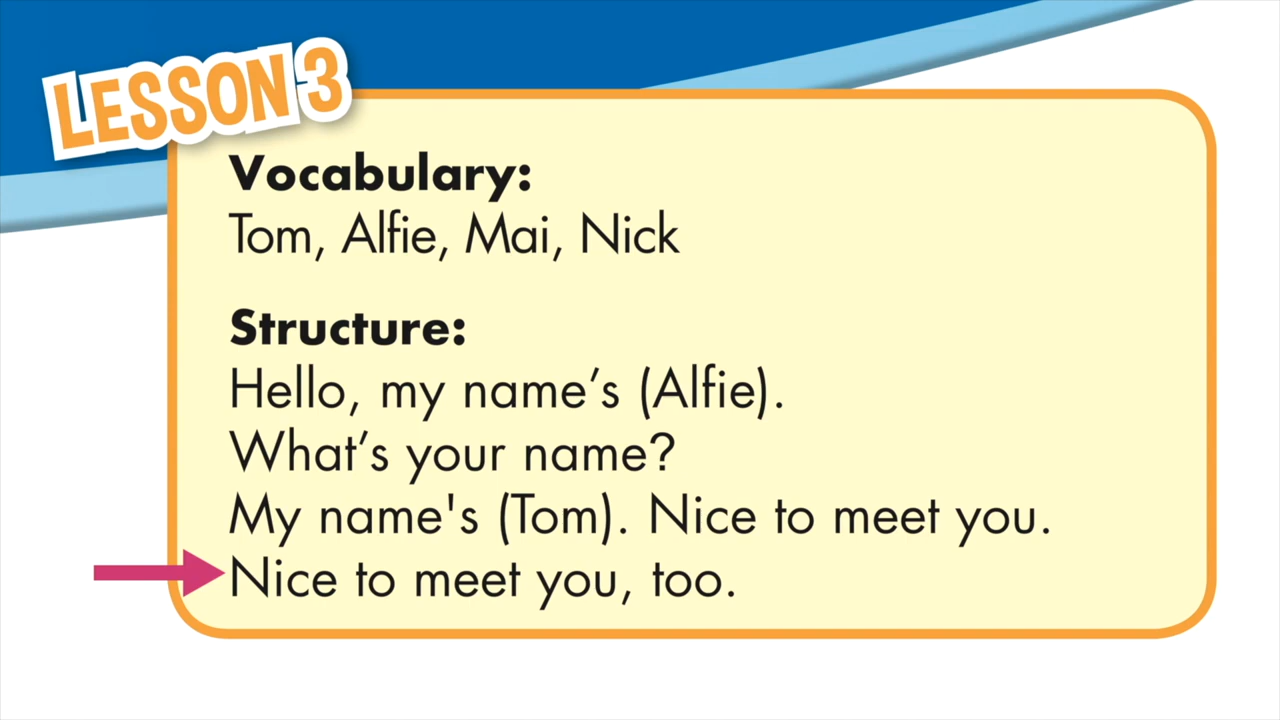 LESSON 3
Vocabulary:
Tom, Alfie, Mai, Nick
Structure:
Hello, my name’s (Alfie).
What’s your name?
My name's (Tom). Nice to meet you.
Nice to meet you, too.